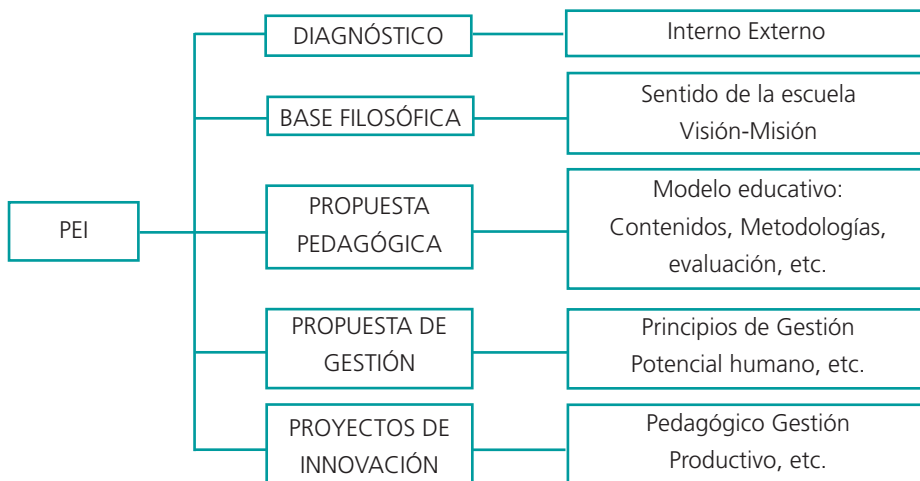 PEI
DIAGNÓSTICO
Interno Externo
BASE FILOSÓFICA
Sentido de la escuela
Visión-Misión
PROPUESTA
PEDAGÓGICA
Modelo educativo:
Contenidos, Metodologías,
evaluación, etc.
PROPUESTA DE
GESTIÓN
Principios de Gestión
Potencial humano, etc.
PROYECTOS DE
INNOVACIÓN
Pedagógico Gestión
Productivo, etc.